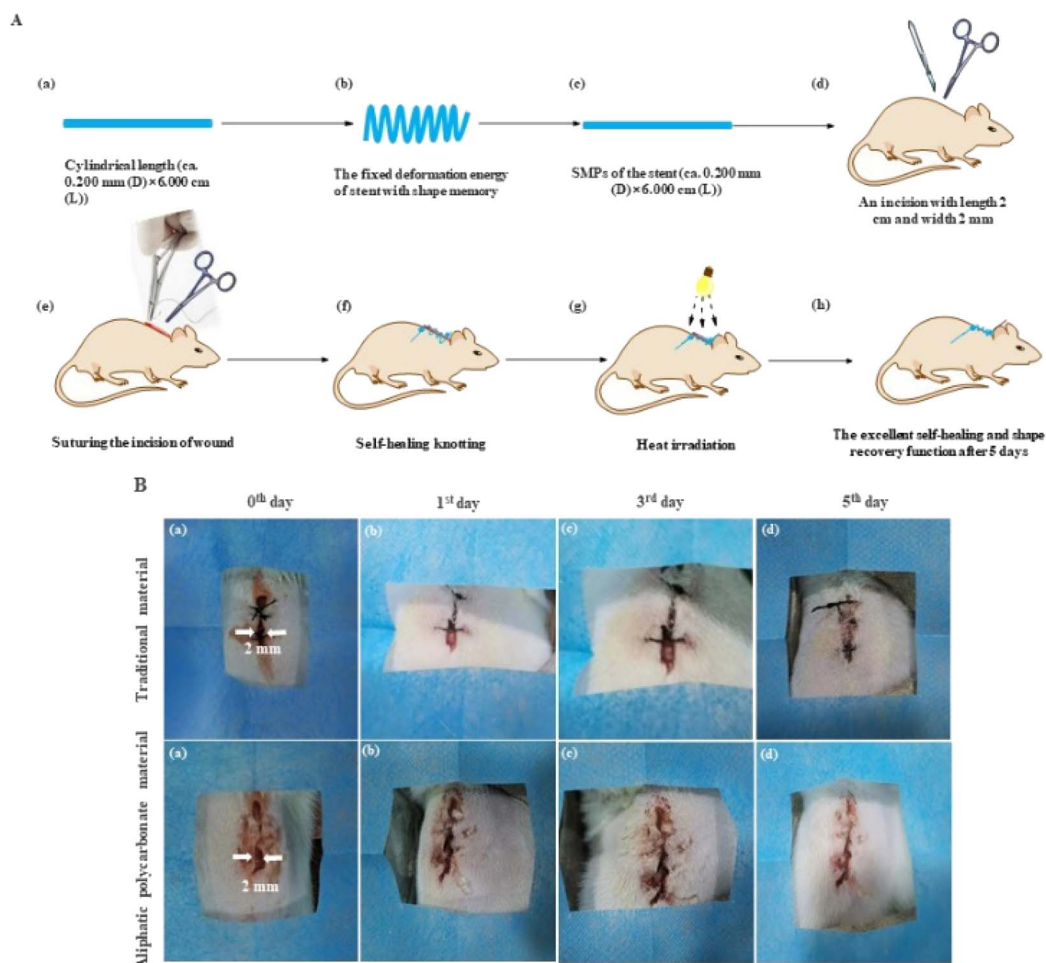 A
(a)
(b)
(c)
(d)
Cylindrical length (ca.
0.200 mm (D)×6.000 cm
(L))
The fixed deformation energy
of stent with shape memory
SMPs of the stent (ca. 0.200 mm
(D)×6.000 cm (L))
An incision with length 2
cm and width 2 mm
(e)
(f)
(g)
(h)
Suturing the incision of wound
Self-healing knotting
Heat irradiation
The excellent self-healing and shape
recovery function after 5 days
B
0th day
1st day
3rd day
5th day
Traditional material
(a)
(b)
(c)
(d)
2 mm
Aliphatic polycarbonate material
(a)
(b)
(c)
(d)
2 mm